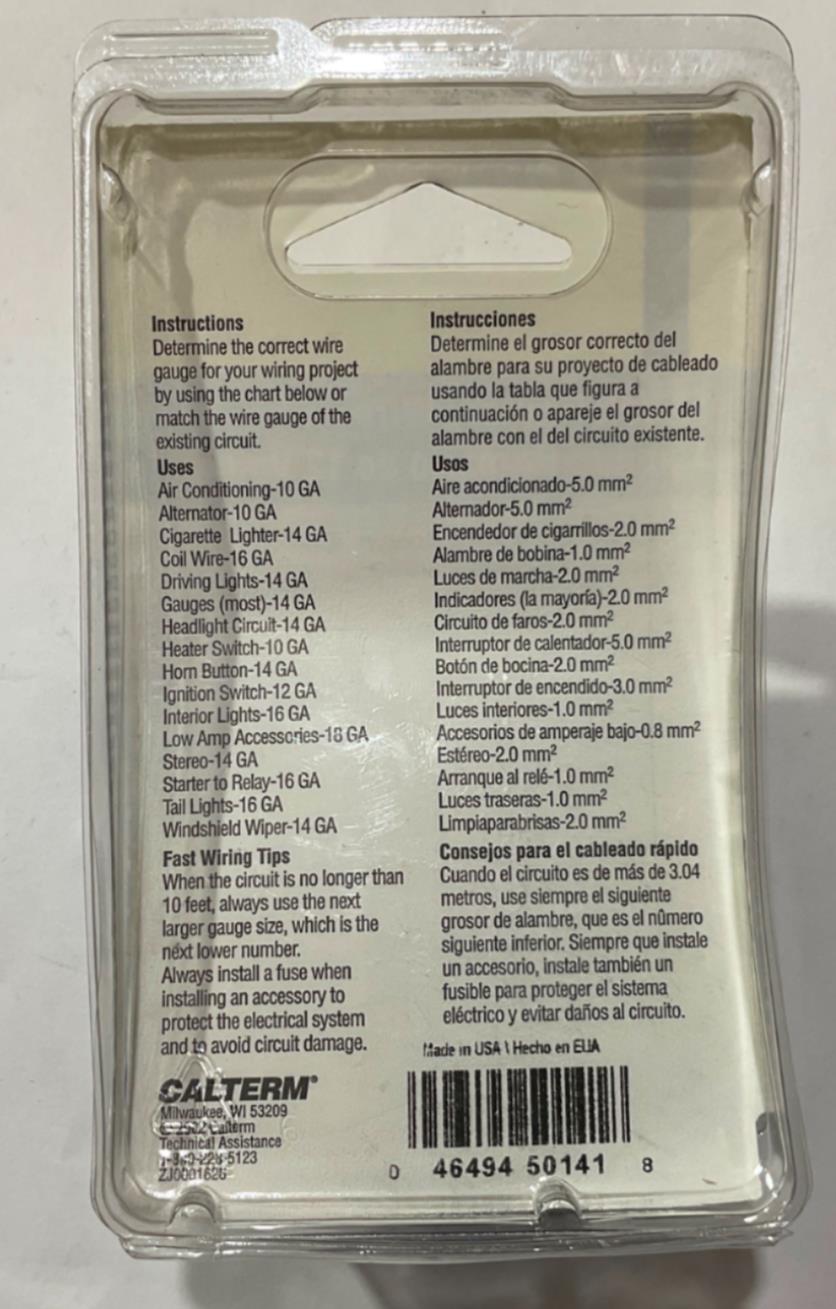 Instructions
Determine the correct wire
gauge for your wiring project
by using the chart below or
match the wire gauge of the
existing circuit.
Uses
Air Conditioning-10 GA
Alternator-10 GA
Cigarette Lighter-14 GA
Coil Wire-16 GA
Driving Lights-14 GA
Gauges (most)-14 GA
Headlight Circuit-14 GA
Heater Switch-10 GA
Horn Button-14 GA
Ignition Switch-12 GA
Interior Lights-16 GA
Low Amp Accessories-18 GA
Stereo-14 GA
Starter to Relay-16 GA
Tail Lights-16 GA
Windshield Wiper-14 GA
Fast Wiring Tips
When the circuit is no longer than
10 feet, always use the next
larger gauge size, which is the
next lower number.
Always install a fuse when
installing an accessory to
protect the electrical system
and to avoid circuit damage.
CALTERM®
Milwaukee, WI 53209
© Calterm
Technical Assistance
5123
ZJ0001626
Instrucciones
Determine el grosor correcto del
alambre para su proyecto de cableado
usando la tabla que figura a
continuación o apareje el grosor del
alambre con el del circuito existente.
Usos
Aire acondicionado-5.0 mm²
Alternador-5.0 mm²
Encendedor de cigarrillos-2.0 mm²
Alambre de bobina-1.0 mm²
Luces de marcha-2.0 mm²
Indicadores (la mayoría)-2.0 mm²
Circuito de faros-2.0 mm²
Interruptor de calentador-5.0 mm²
Botón de bocina-2.0 mm²
Interruptor de encendido-3.0 mm²
Luces interiores-1.0 mm²
Accesorios de amperaje bajo-0.8 mm²
Estéreo-2.0 mm²
Arranque al relé-1.0 mm²
Luces traseras-1.0 mm²
Limpiaparabrisas-2.0 mm²
Consejos para el cableado rápido
Cuando el circuito es de más de 3.04
metros, use siempre el siguiente
grosor de alambre, que es el nûmero
siguiente inferior. Siempre que instale
un accesorio, instale también un
fusible para proteger el sistema
eléctrico y evitar daños al circuito.
Made in USA \ Hecho en EUA
0 46494 50141 8